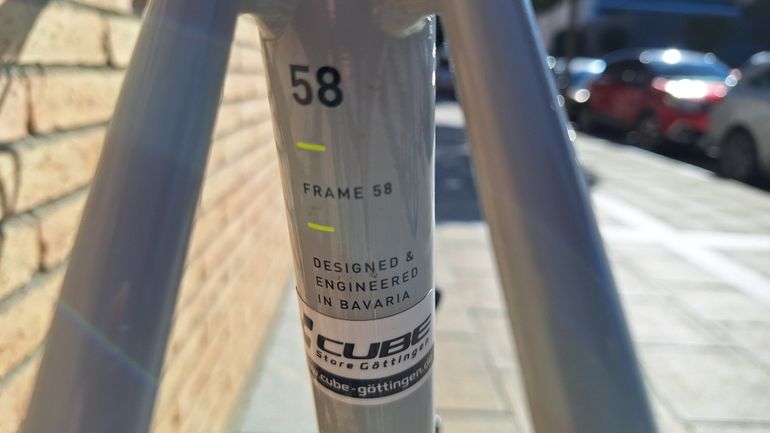 58
FRAME 58
DESIGNED &
ENGINEERED
IN BAVARIA
CUBE
Store Göttingen
.cube-göttingen.